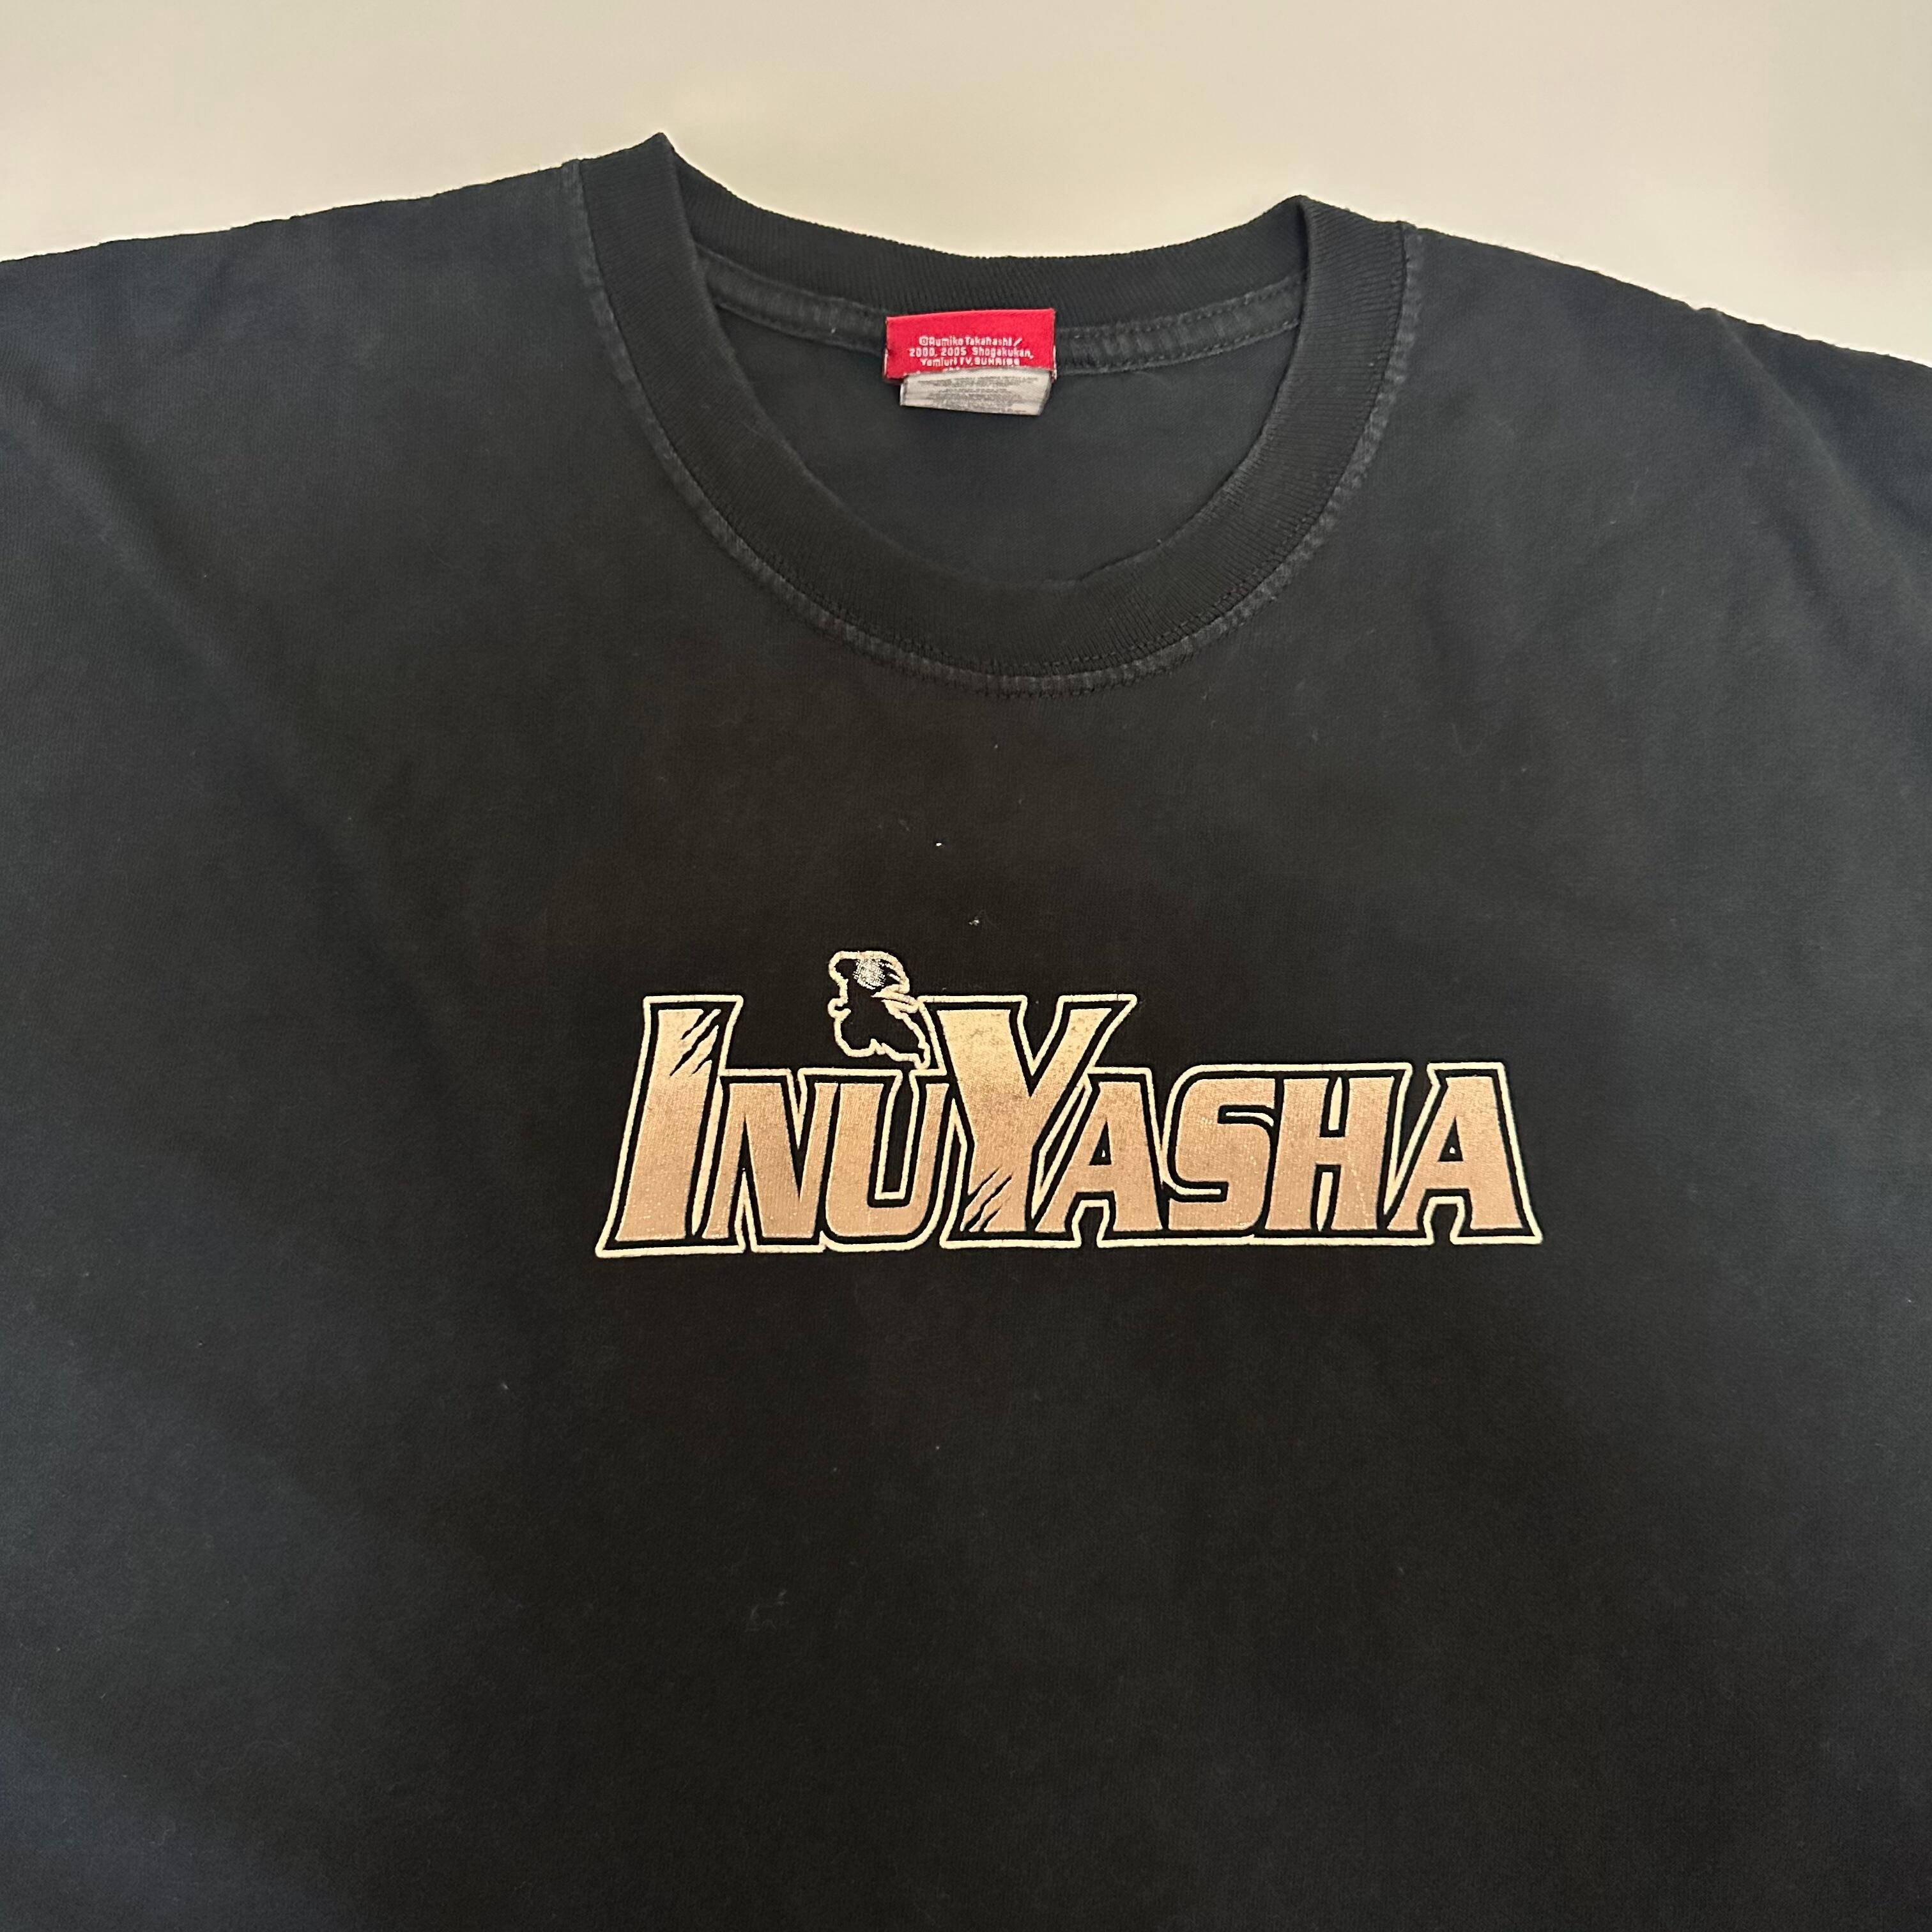 ©Rumiko Takahashi/
2000, 2005 Shogakukan,
Yomiuri TV, SUNRISE
INUYASHA